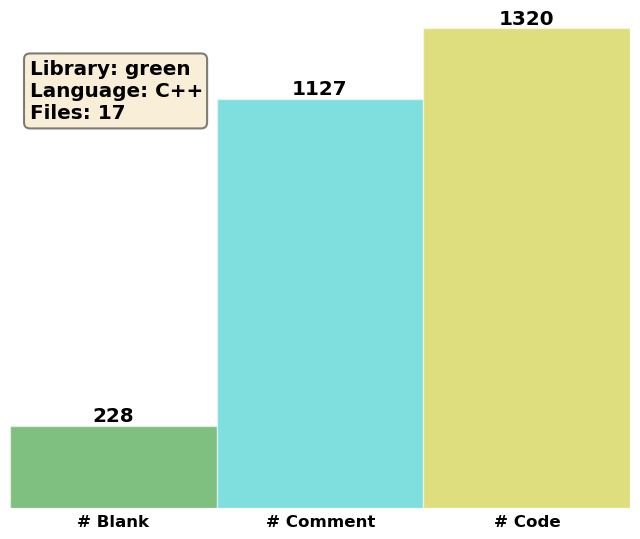 1320
1127
Library: green
Language: C++
Files: 17
228
# Blank
# Comment
# Code